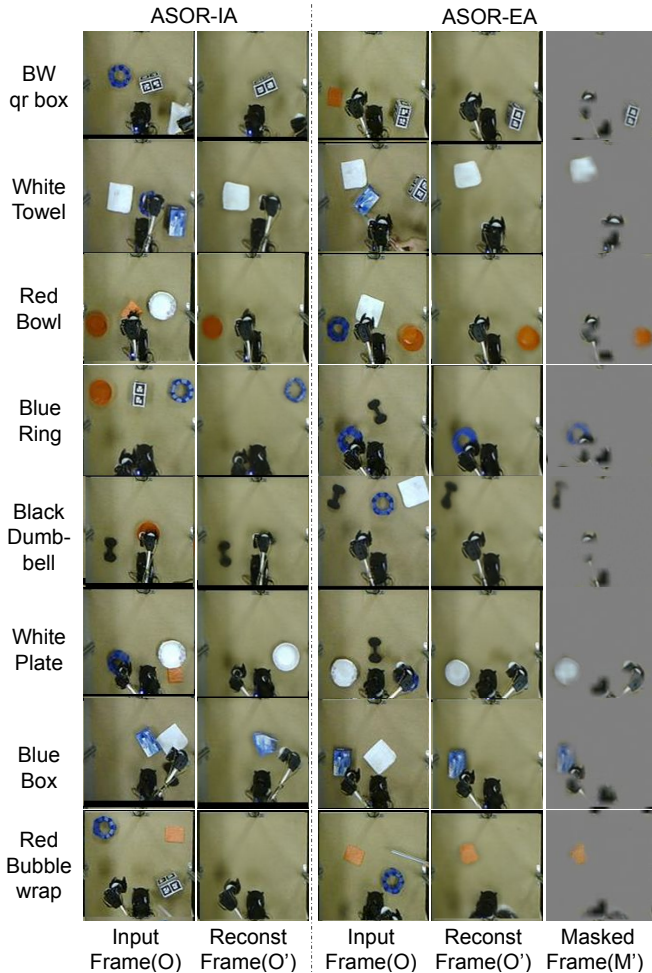 ASOR-IA
ASOR-EA
BW
qr box
White
Towel
Red
Bowl
Blue
Ring
Black
Dumb-
bell
White
Plate
Blue
Box
Red
Bubble
wrap
Input
Frame(O)
Reconst
Frame(O’)
Input
Frame(O)
Reconst
Frame(O’)
Masked
Frame(M’)